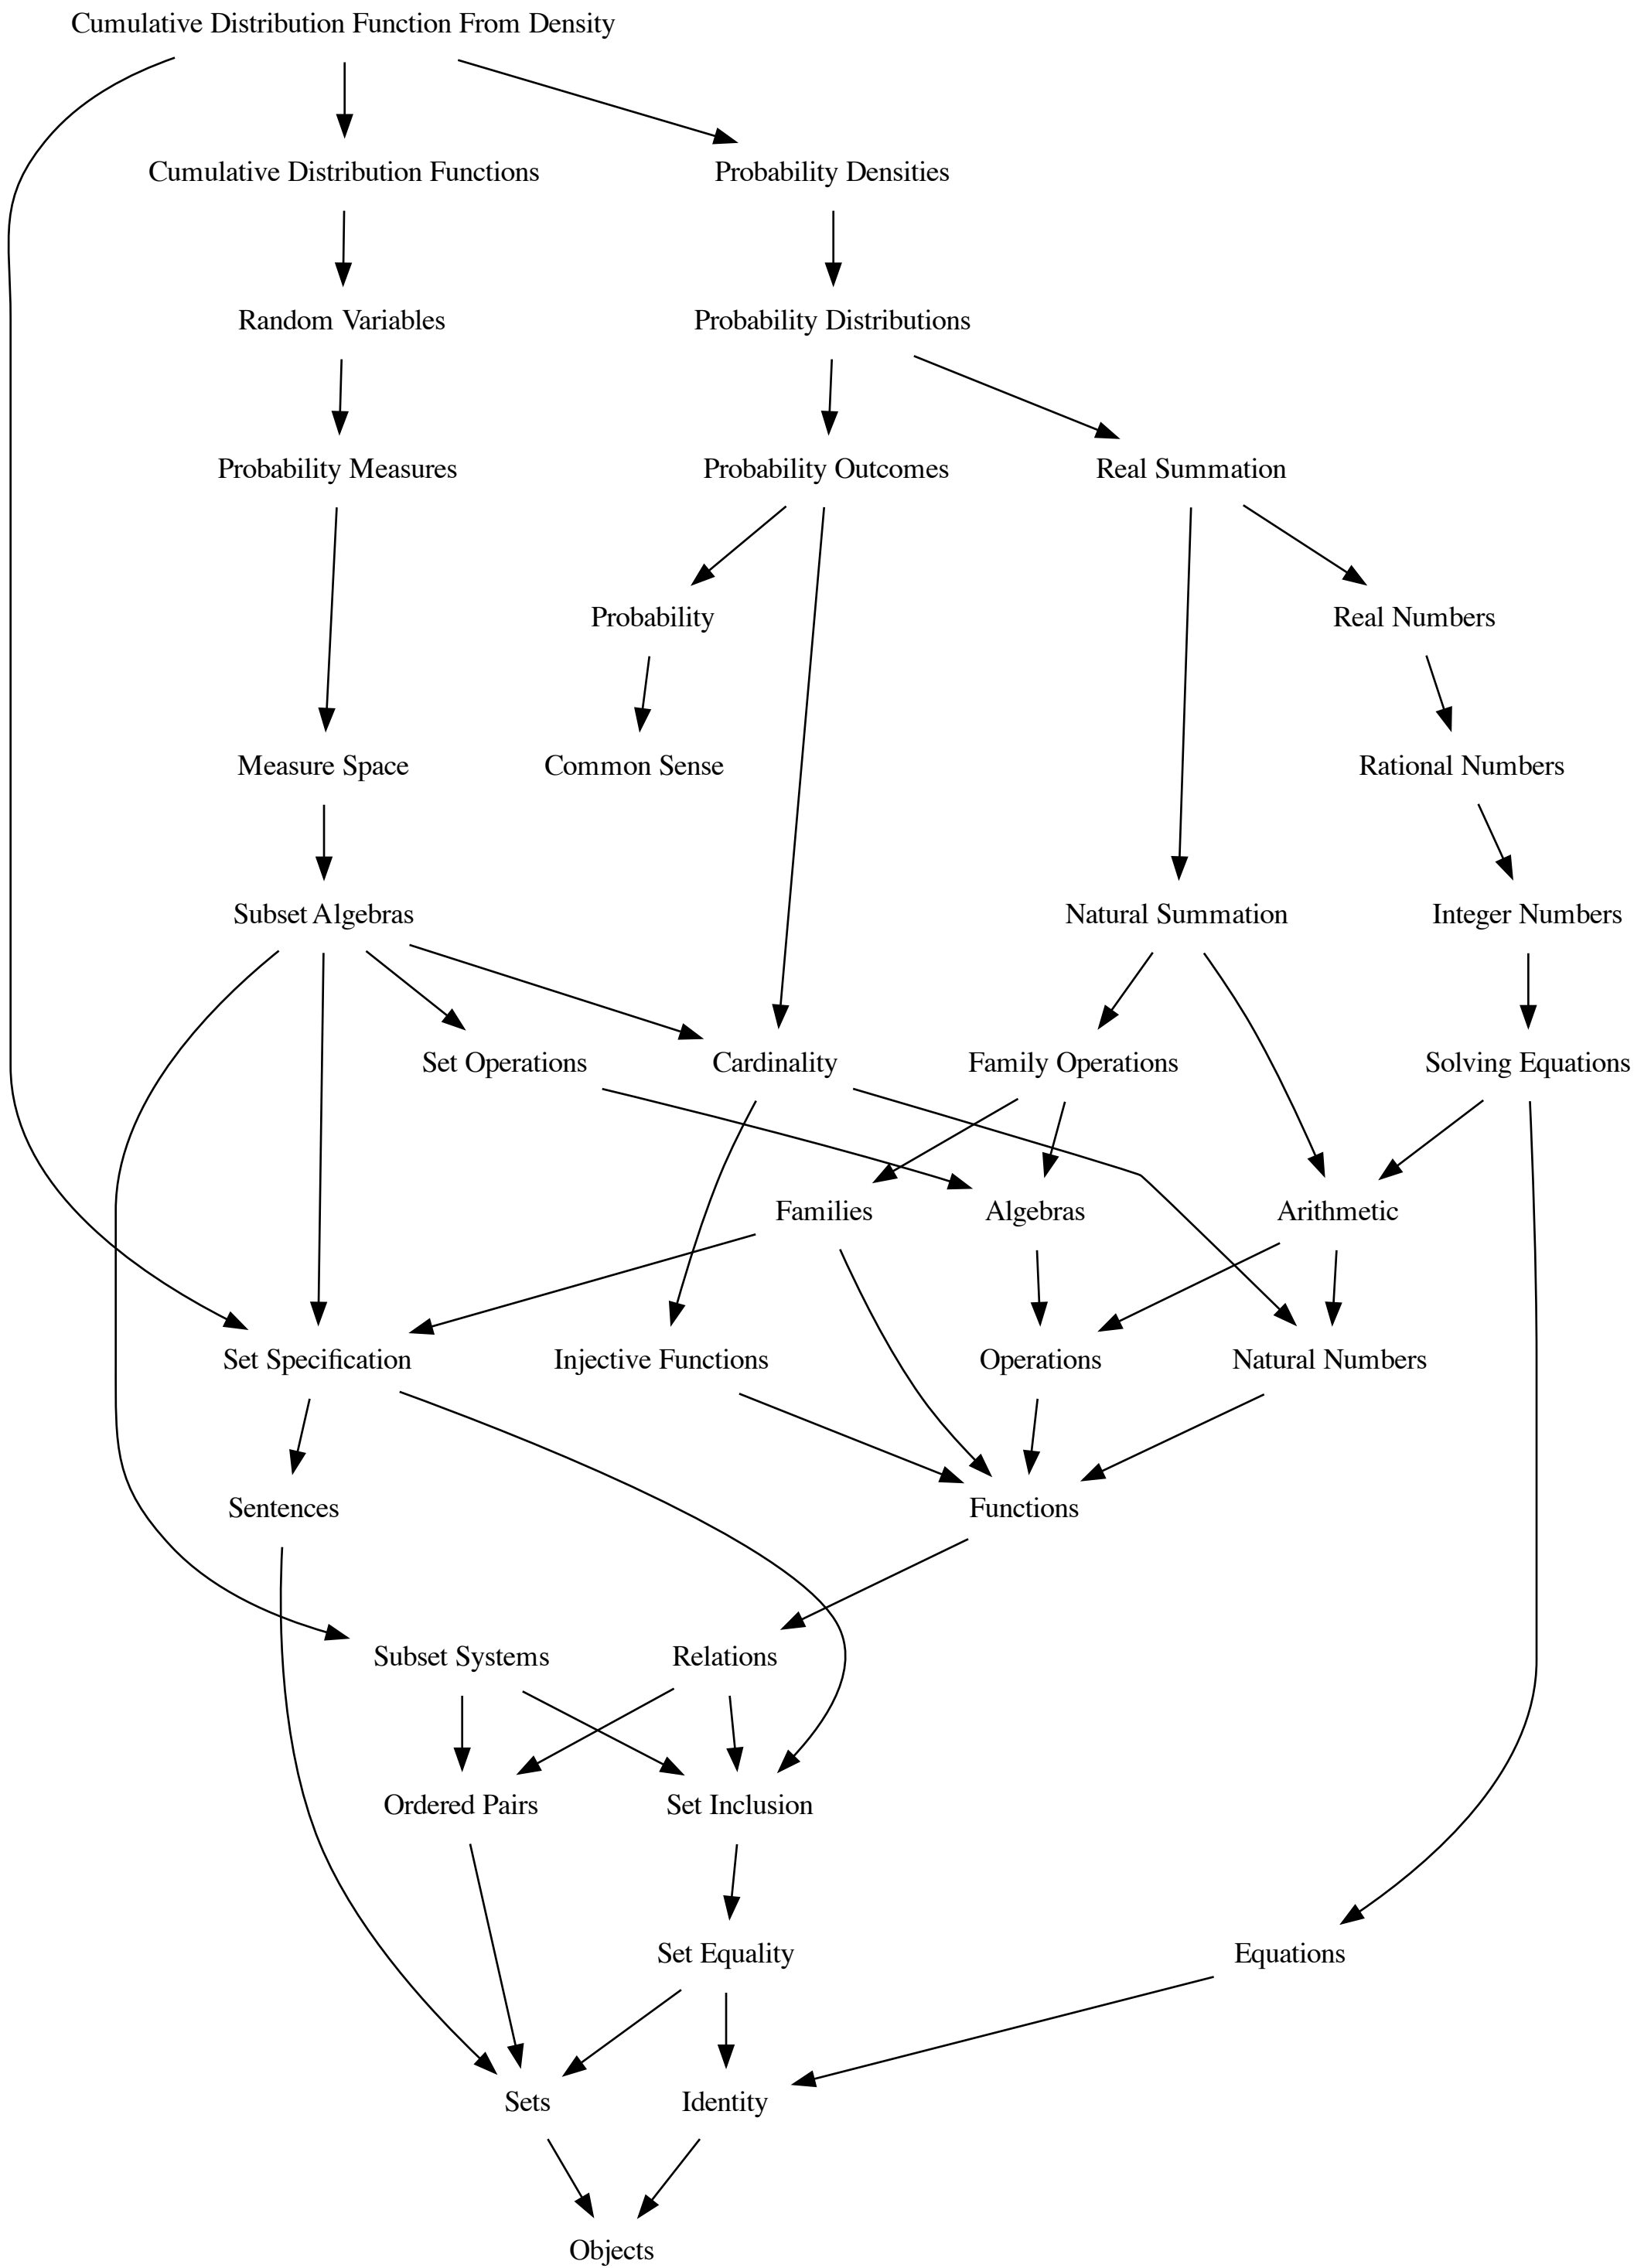 Cumulative Distribution Function From Density
Cumulative Distribution Functions
Probability Densities
Random Variables
Probability Distributions
Probability Measures
Probability Outcomes
Real Summation
Probability
Real Numbers
Measure Space
Common Sense
Rational Numbers
Subset Algebras
Natural Summation
Integer Numbers
Set Operations
Cardinality
Family Operations
Solving Equations
Families
Algebras
Arithmetic
Set Specification
Injective Functions
Operations
Natural Numbers
Sentences
Functions
Subset Systems
Relations
Ordered Pairs
Set Inclusion
Set Equality
Equations
Sets
Identity
Objects